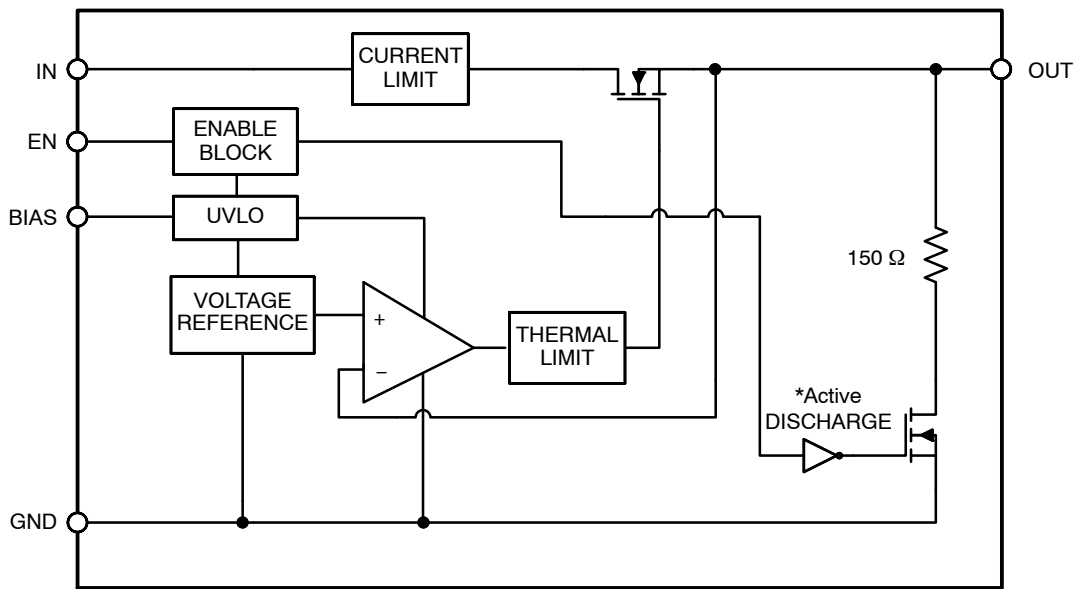 IN
CURRENT
LIMIT
OUT
EN
ENABLE
BLOCK
BIAS
UVLO
150 Ω
VOLTAGE
REFERENCE
+
−
THERMAL
LIMIT
*Active
DISCHARGE
GND